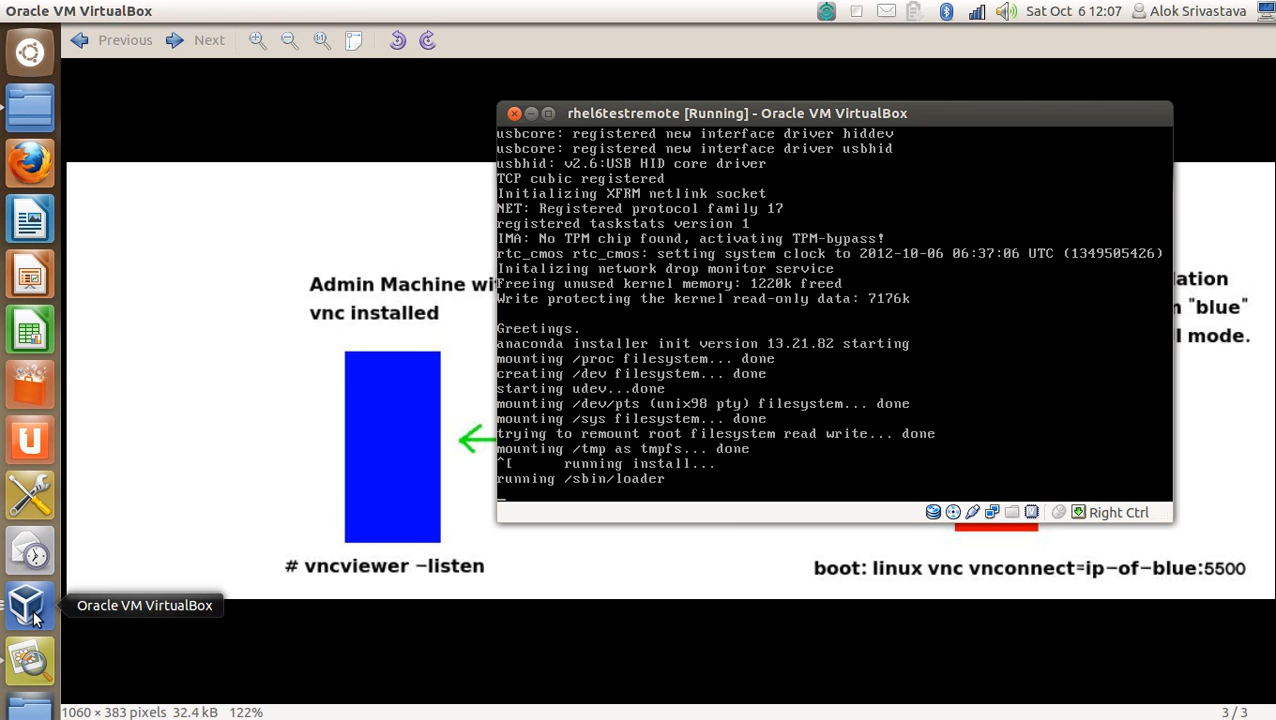 Oracle VM VirtualBox
Sat Oct 6 12:07
Alok Srivastava
Previous
Next
rhel6testremote [Running] - Oracle VM VirtualBox
usbcore: registered new interface driver hiddev
usbcore: registered new interface driver usbhid
usbhid: v2.6:USB HID core driver
TCP cubic registered
Initializing XFRM netlink socket
NET: Registered protocol family 17
registered taskstats version 1
IMA: No TPM chip found, activating TPM-bypass!
rtc_cmos rtc_cmos: setting system clock to 2012-10-06 06:37:06 UTC (1349505426)
Initalizing network drop monitor service
Freeing unused kernel memory: 1220k freed
Write protecting the kernel read-only data: 7176k
Greetings.
anaconda installer init version 13.21.82 starting
mounting /proc filesystem... done
creating /dev filesystem... done
starting udev...done
mounting /dev/pts (unix98 pty) filesystem... done
mounting /sys filesystem... done
trying to remount root filesystem read write... done
mounting /tmp as tmpfs... done
^[ running install...
running /sbin/loader
Right Ctrl
Admin Machine wi
vnc installed
lation
m "blue"
l mode.
# vncviewer -listen
boot: linux vnc vnconnect=ip-of-blue:5500
Oracle VM VirtualBox
1060 × 383 pixels 32.4 kB 122%
3 / 3